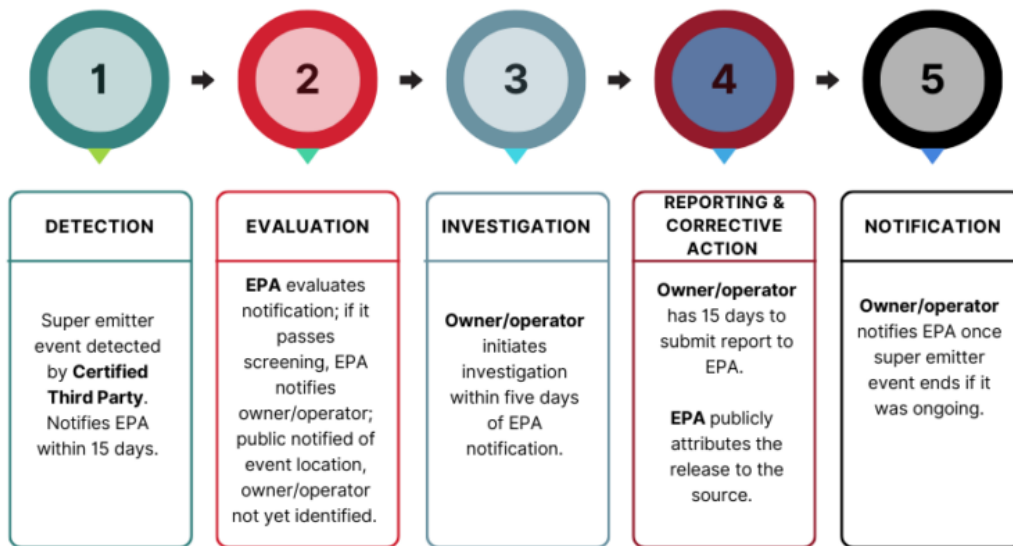 1
2
3
4
5
DETECTION
Super emitter
event detected
by Certified
Third Party.
Notifies EPA
within 15 days.
EVALUATION
EPA evaluates
notification; if it
passes
screening, EPA
notifies
owner/operator;
public notified of
event location,
owner/operator
not yet identified.
INVESTIGATION
Owner/operator
initiates
investigation
within five days
of EPA
notification.
REPORTING &
CORRECTIVE
ACTION
Owner/operator
has 15 days to
submit report to
EPA.
EPA publicly
attributes the
release to the
source.
NOTIFICATION
Owner/operator
notifies EPA once
super emitter
event ends if it
was ongoing.